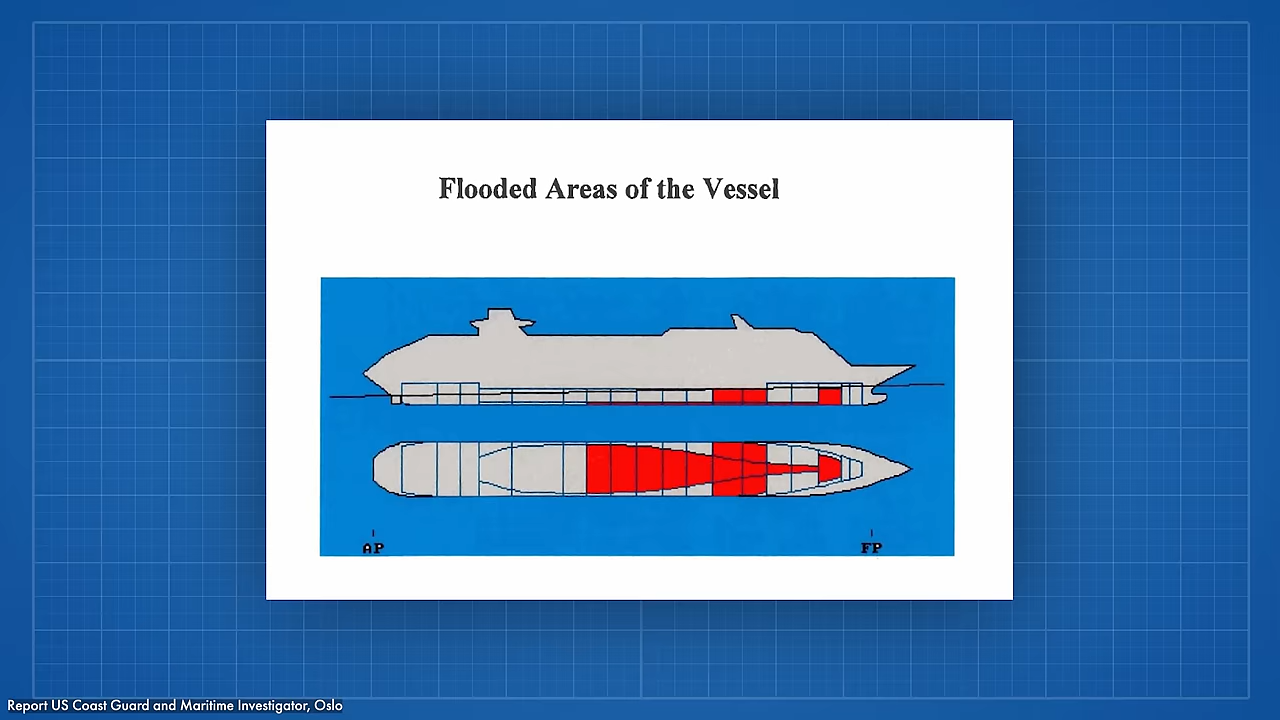 Flooded Areas of the Vessel
AP
FP
Report US Coast Guard and Maritime Investigator, Oslo